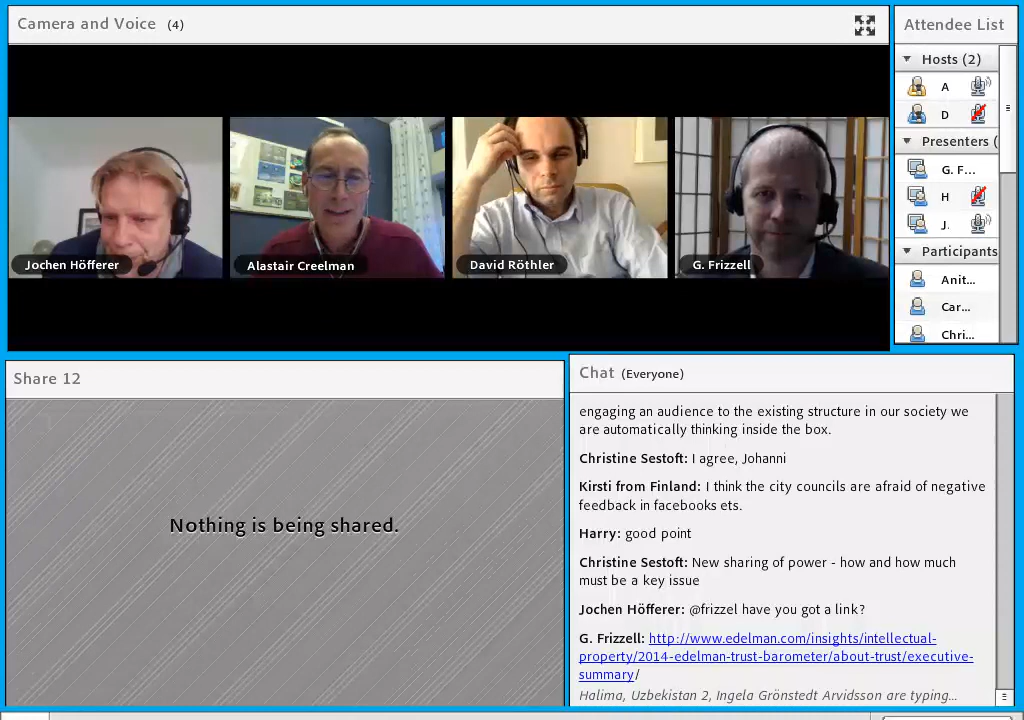 Camera and Voice (4)
Attendee List
Hosts (2)
A
D
Presenters (
G. F...
H
J.
Participants
Anit...
Car...
Chri...
Jochen Höfferer
Alastair Creelman
David Röthler
G. Frizzell
Share 12
Nothing is being shared.
Chat (Everyone)
engaging an audience to the existing structure in our society we
are automatically thinking inside the box.
Christine Sestoft: I agree, Johanni
Kirsti from Finland: I think the city councils are afraid of negative
feedback in facebooks ets.
Harry: good point
Christine Sestoft: New sharing of power - how and how much
must be a key issue
Jochen Höfferer: @frizzel have you got a link?
G. Frizzell: http://www.edelman.com/insights/intellectual-
property/2014-edelman-trust-barometer/about-trust/executive-
summary/
Halima, Uzbekistan 2, Ingela Grönstedt Arvidsson are typing...